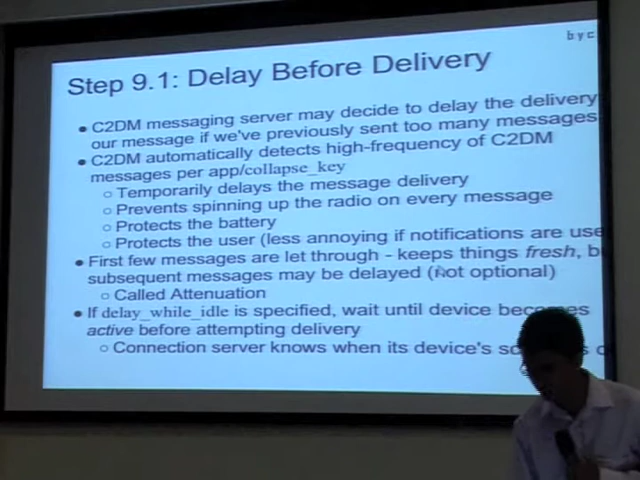 byc
Step 9.1: Delay Before Delivery
● C2DM messaging server may decide to delay the delivery
our message if we've previously sent too many messages
● C2DM automatically detects high-frequency of C2DM
messages per app/collapse_key
○ Temporarily delays the message delivery
○ Prevents spinning up the radio on every message
○ Protects the battery
○ Protects the user (less annoying if notifications are use
● First few messages are let through - keeps things fresh, b
subsequent messages may be delayed (not optional)
○ Called Attenuation
● If delay_while_idle is specified, wait until device becomes
active before attempting delivery
○ Connection server knows when its device's